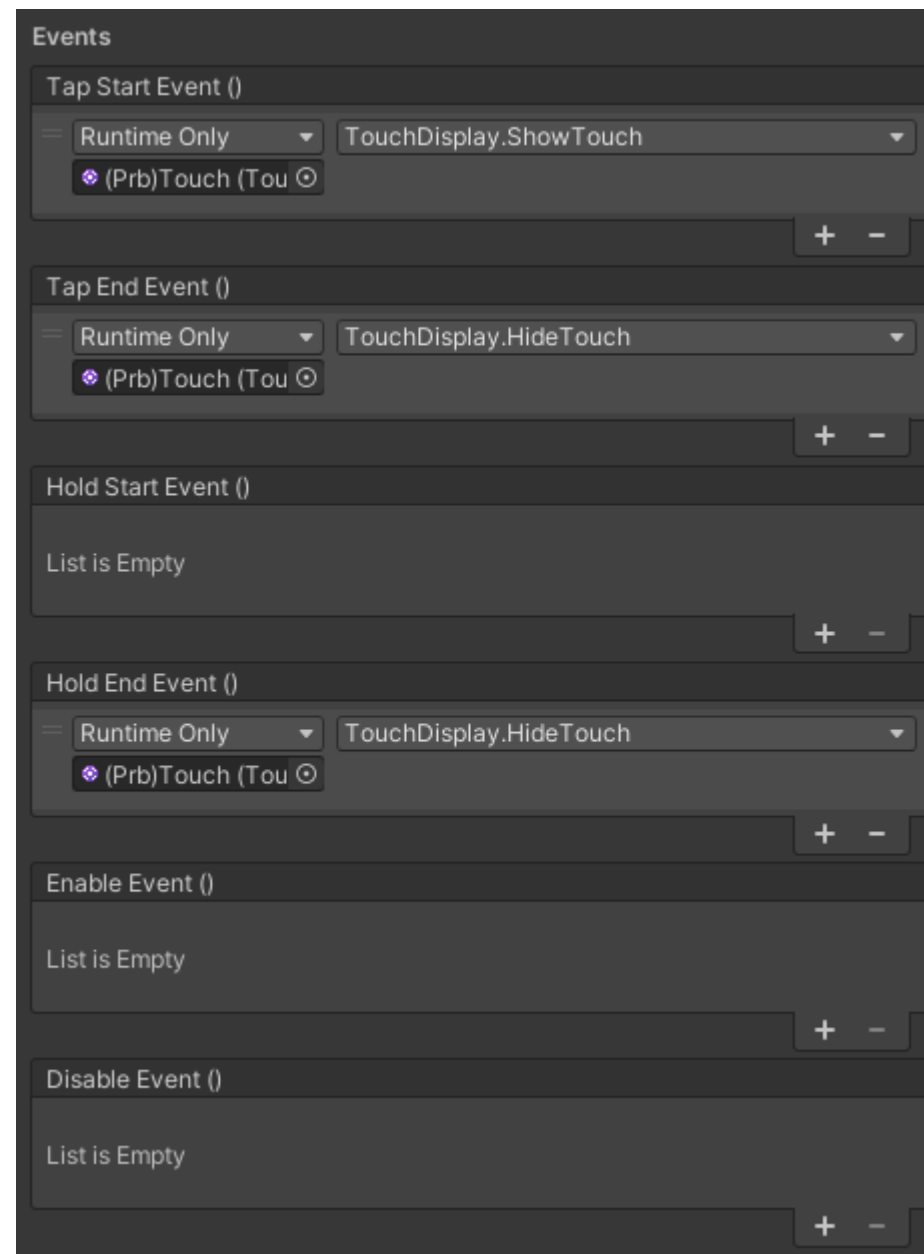 Events
Tap Start Event ()
Runtime Only TouchDisplay.ShowTouch
(Prb)Touch (Tou
+ -
Tap End Event ()
Runtime Only TouchDisplay.HideTouch
(Prb)Touch (Tou
+ -
Hold Start Event ()
List is Empty
+ -
Hold End Event ()
Runtime Only TouchDisplay.HideTouch
(Prb)Touch (Tou
+ -
Enable Event ()
List is Empty
+ -
Disable Event ()
List is Empty
+ -